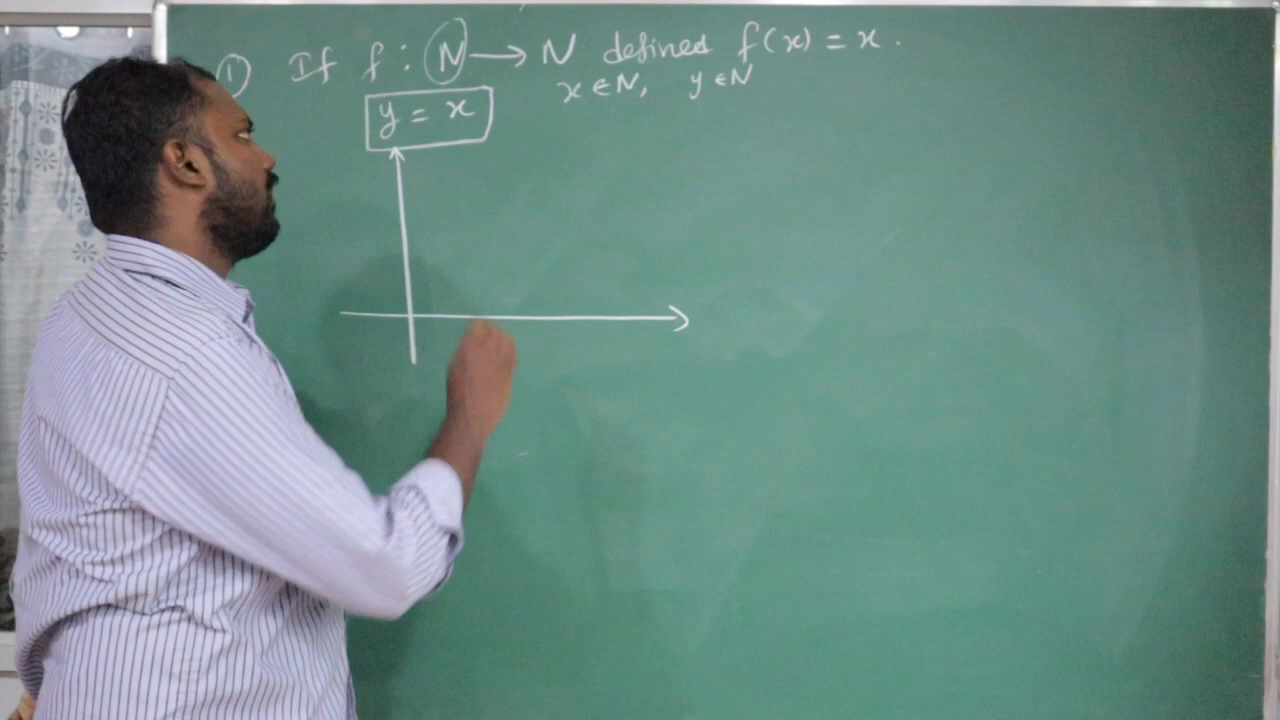 ① If f : N → N defined f(x) = x .
x ∈ N, y ∈ N
y = x